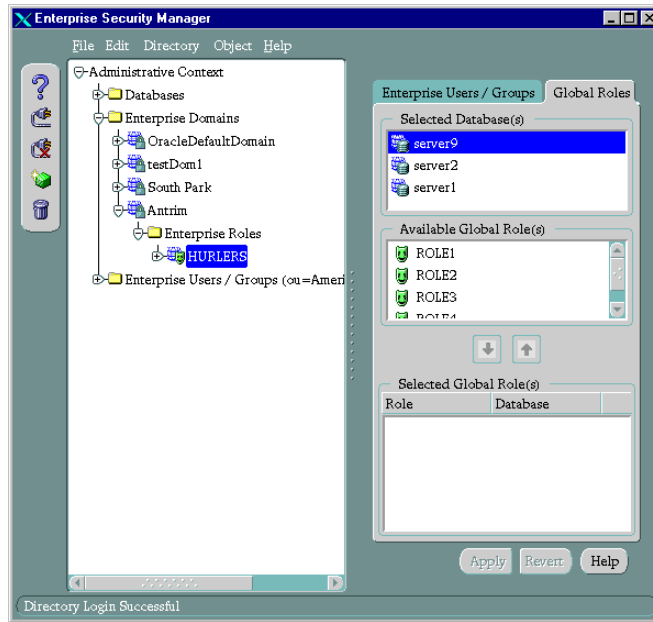 Enterprise Security Manager
File Edit Directory Object Help
Administrative Context
Databases
Enterprise Domains
OracleDefaultDomain
testDom1
South Park
Antrim
Enterprise Roles
HURLERS
Enterprise Users / Groups (ou=Ameri
Enterprise Users / Groups Global Roles
Selected Database(s)
server9
server2
server1
Available Global Role(s)
ROLE1
ROLE2
ROLE3
ROLE4
Selected Global Role(s)
Role Database
Apply Revert Help
Directory Login Successful